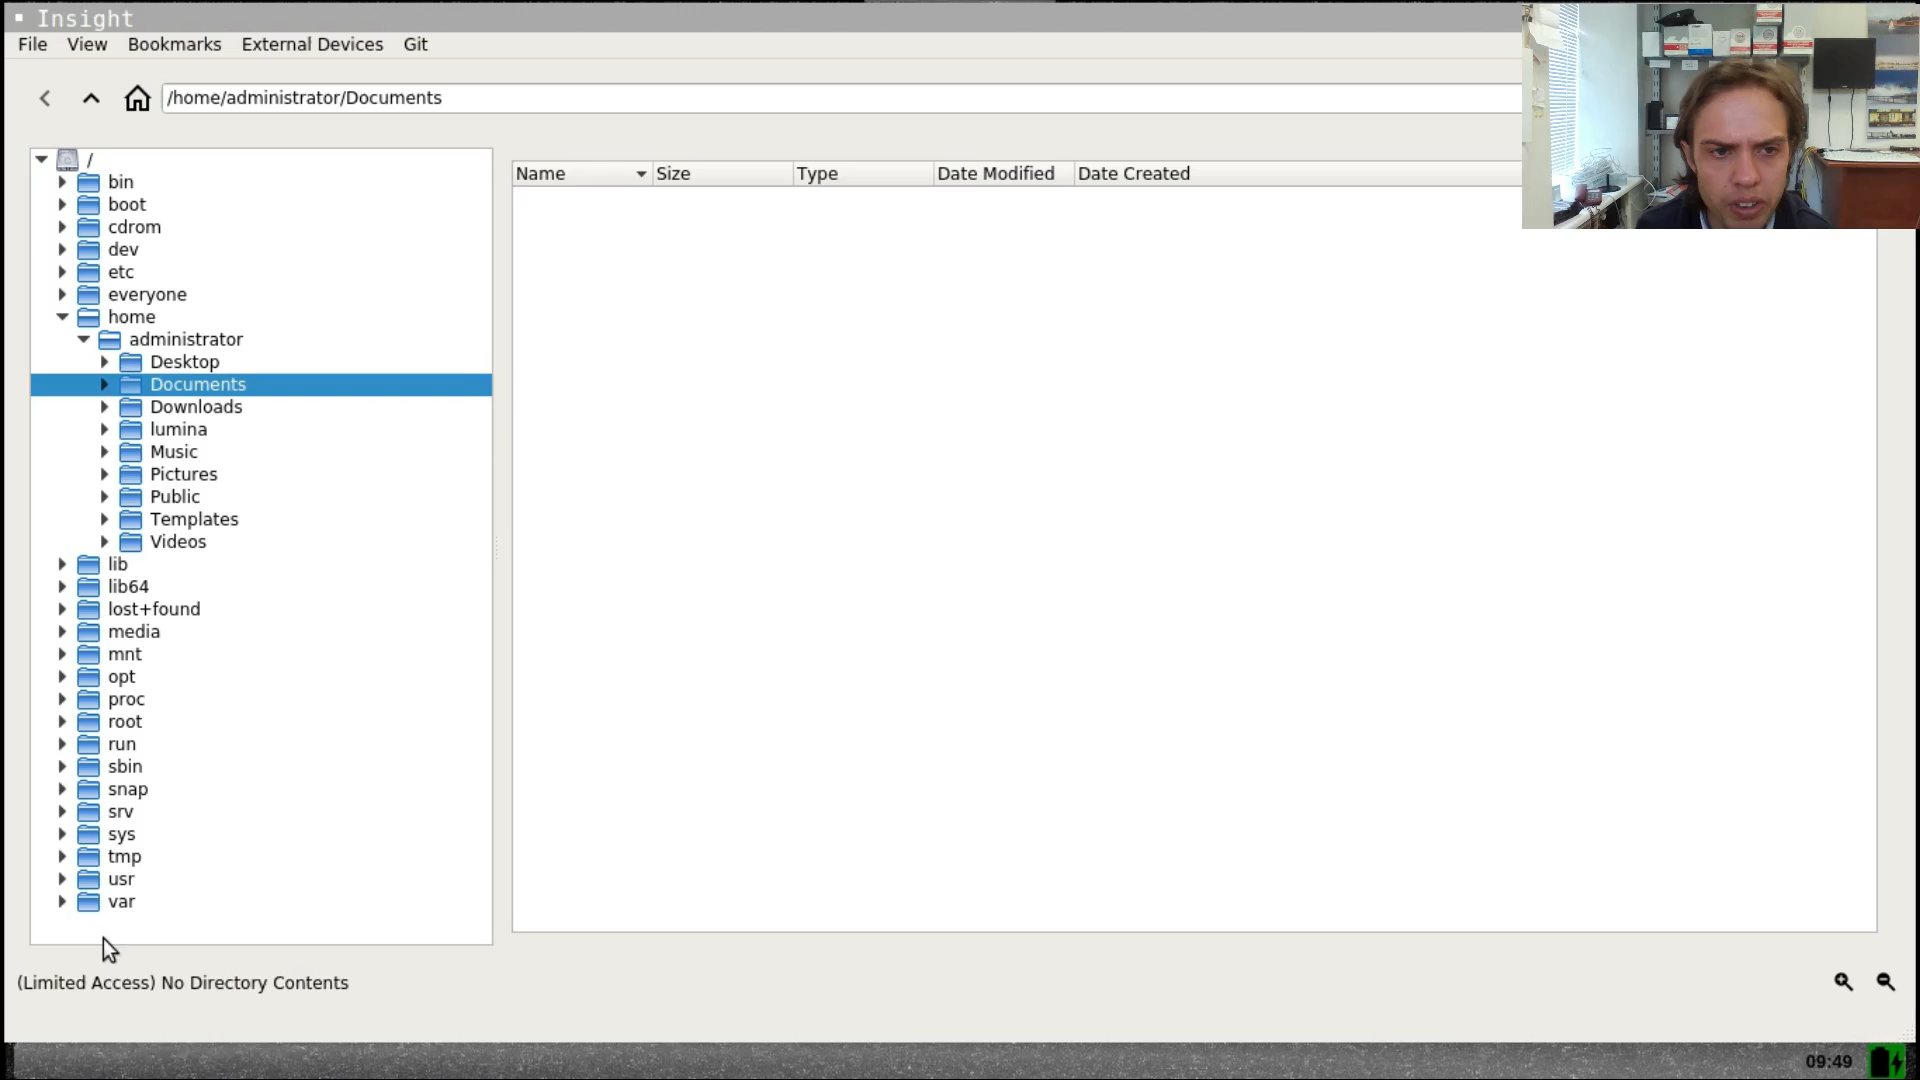 Insight
File View Bookmarks External Devices Git
/home/administrator/Documents
/
bin
boot
cdrom
dev
etc
everyone
home
administrator
Desktop
Documents
Downloads
lumina
Music
Pictures
Public
Templates
Videos
lib
lib64
lost+found
media
mnt
opt
proc
root
run
sbin
snap
srv
sys
tmp
usr
var
Name Size Type Date Modified Date Created
(Limited Access) No Directory Contents
09:49